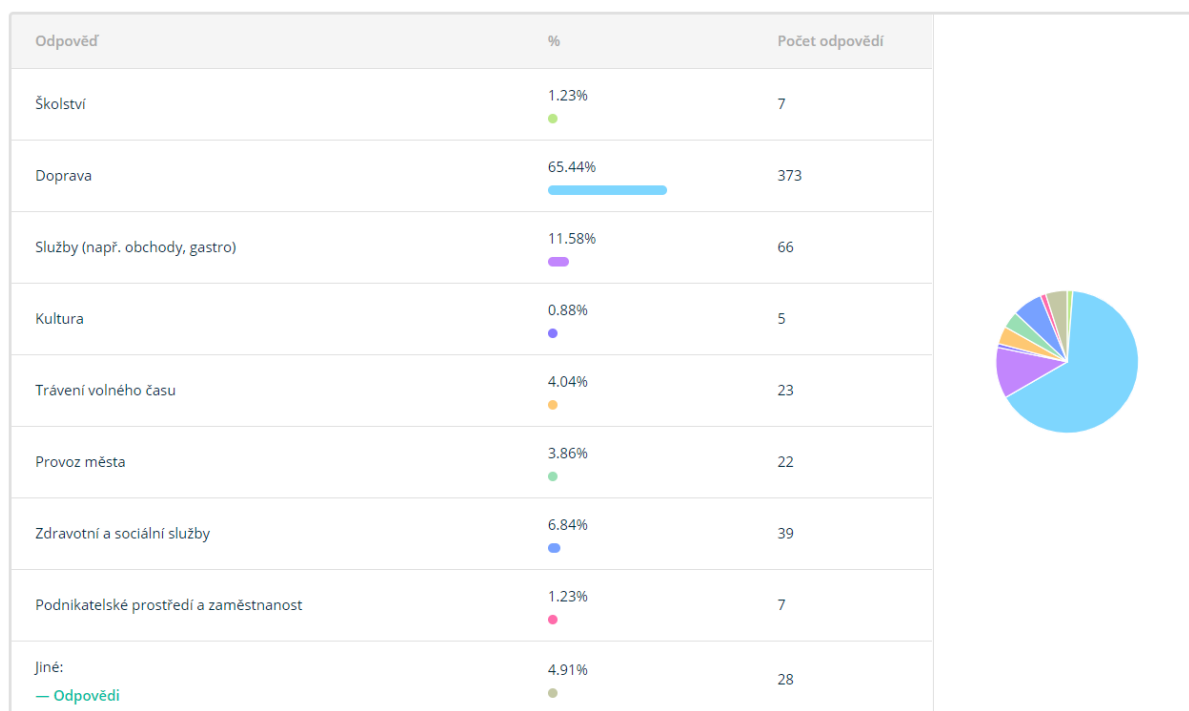 Odpověď % Počet odpovědí
Školství 1.23% 7
Doprava 65.44% 373
Služby (např. obchody, gastro) 11.58% 66
Kultura 0.88% 5
Trávení volného času 4.04% 23
Provoz města 3.86% 22
Zdravotní a sociální služby 6.84% 39
Podnikatelské prostředí a zaměstnanost 1.23% 7
Jiné: 4.91% 28
— Odpovědi